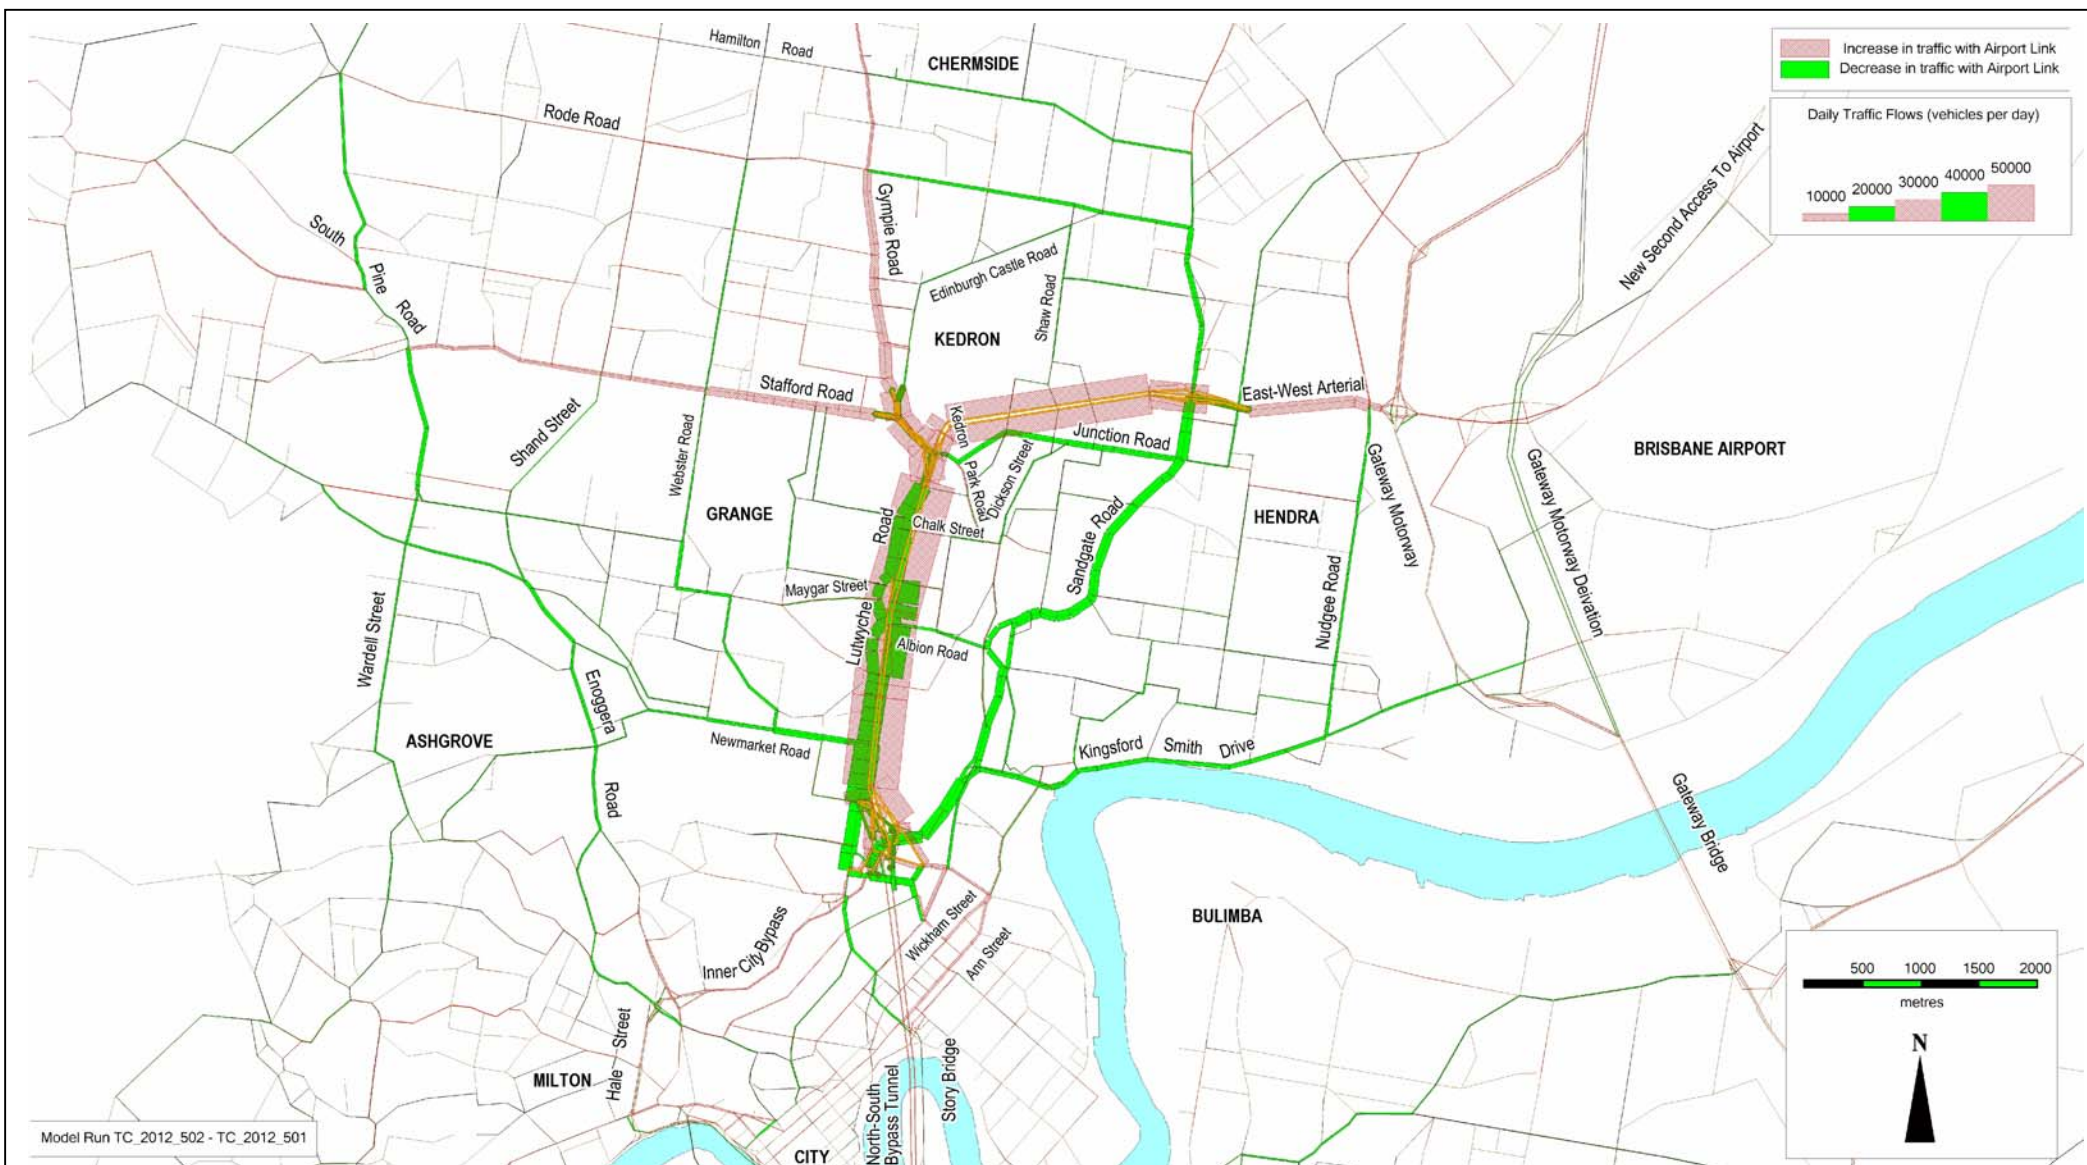 Increase in traffic with Airport Link
Decrease in traffic with Airport Link
Daily Traffic Flows (vehicles per day)
10000
20000
30000
40000
50000
Hamilton Road
CHERMSIDE
Rode Road
Gympie Road
South Pine Road
Edinburgh Castle Road
Shaw Road
New Second Access To Airport
KEDRON
Stafford Road
East-West Arterial
Shand Street
Webster Road
Kedron Park Road
Junction Road
Dickson Street
GRANGE
Chalk Street
Sandgate Road
HENDRA
Gateway Motorway
Gateway Motorway Deivation
BRISBANE AIRPORT
Wardell Street
Maygar Street
Lutwyche Road
Albion Road
Nudgee Road
Enoggera Road
ASHGROVE
Newmarket Road
Kingsford Smith Drive
Gateway Bridge
Inner City Bypass
Wickham Street
Ann Street
BULIMBA
Hale Street
MILTON
North-South
Bypass Tunnel
Story Bridge
CITY
500 1000 1500 2000
metres
N
Model Run TC_2012_502 - TC_2012_501